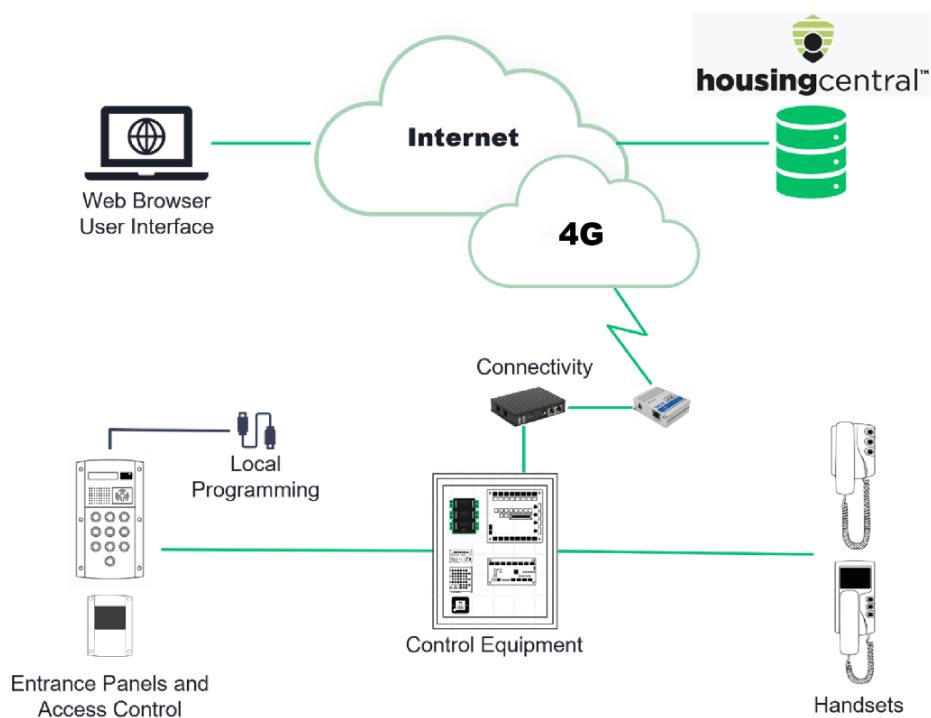 housingcentral™
Internet
Web Browser
User Interface
4G
Connectivity
Local
Programming
Control Equipment
Entrance Panels and
Access Control
Handsets